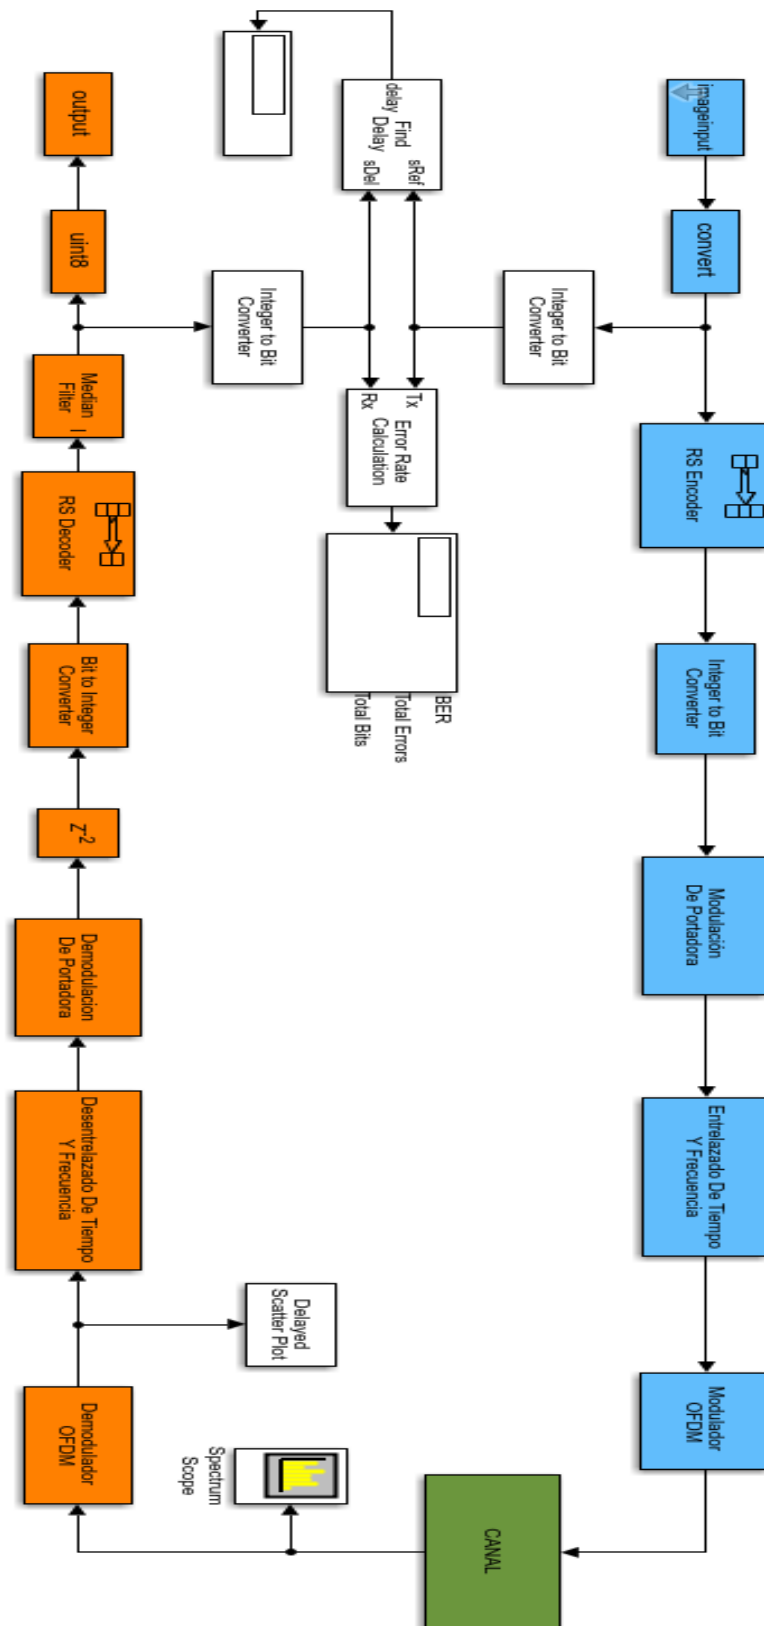 imageinput
convert
RS Encoder
Integer to Bit
Converter
Modulación
De Portadora
Entrelazado De Tiempo
Y Frecuencia
Modulador
OFDM
CANAL
Integer to Bit
Converter
sRef
Find
delay
Delay
sDel
Tx
Error Rate
Calculation
Rx
BER
Total Errors
Total Bits
Integer to Bit
Converter
Delayed
Scatter Plot
Spectrum
Scope
output
uint8
Median
Filter
RS Decoder
Bit to Integer
Converter
z-2
Demodulacion
De Portadora
Desentrelazado De Tiempo
Y Frecuencia
Demodulador
OFDM